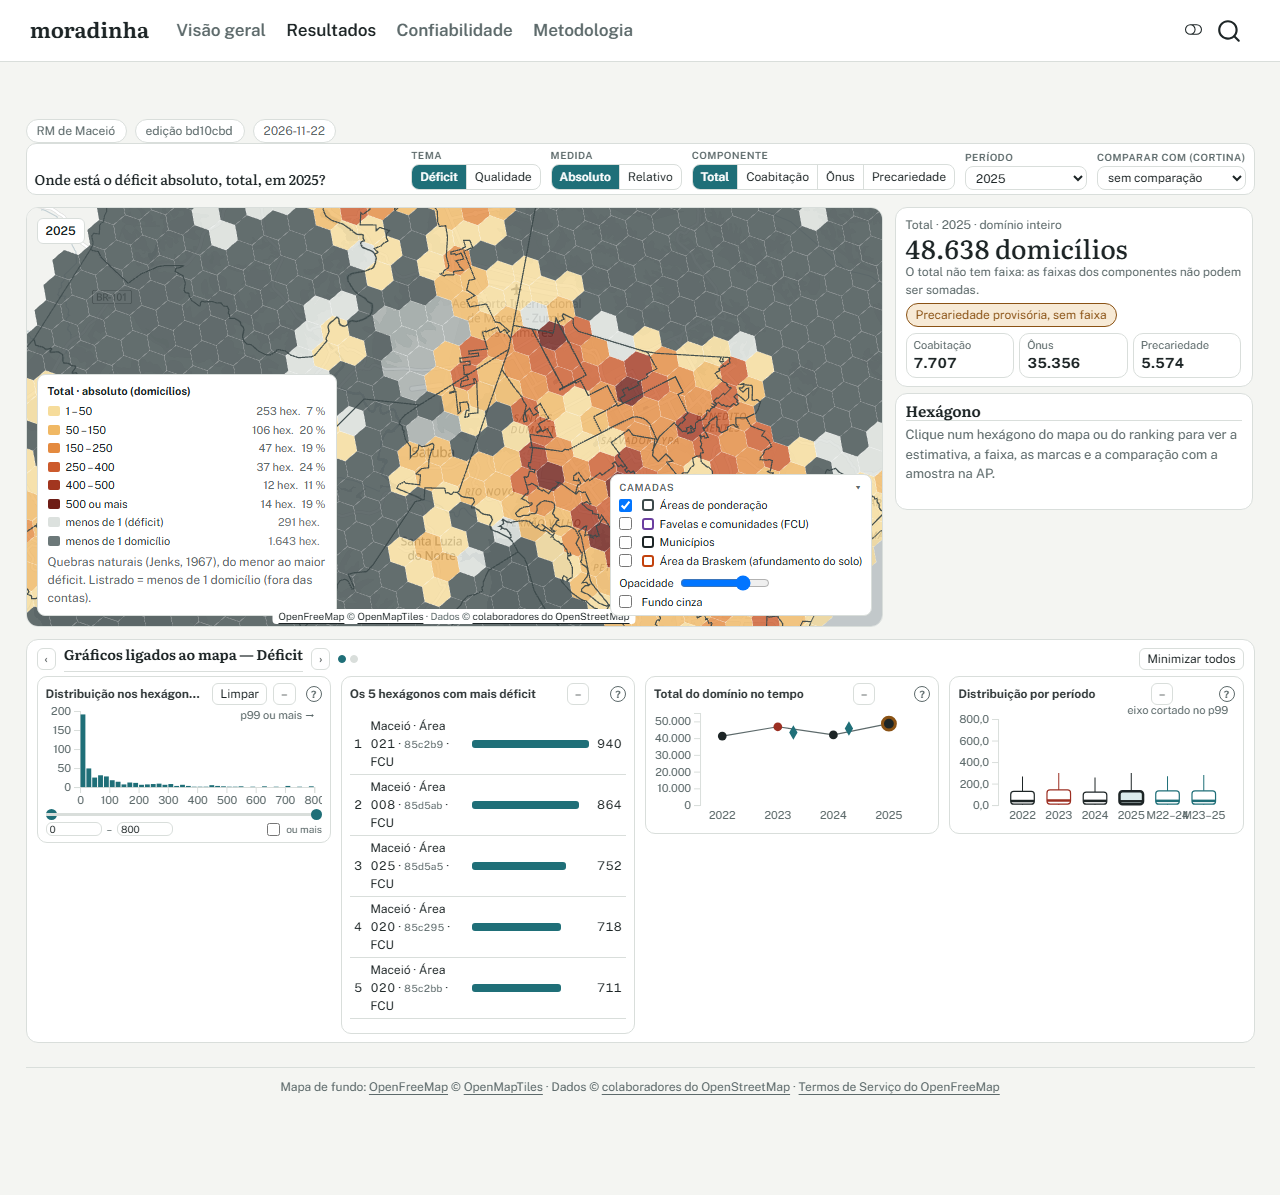 moradinha
Visão geral
Resultados
Confiabilidade
Metodologia
RM de Maceió
edição bd10cbd
2026-11-22
Onde está o déficit absoluto, total, em 2025?
TEMA
Déficit
Qualidade
MEDIDA
Absoluto
Relativo
COMPONENTE
Total
Coabitação
Ônus
Precariedade
PERÍODO
2025
COMPARAR COM (CORTINA)
sem comparação
2025
BR-101
Satuba
RIO NOVO
Santa Luzia
do Norte
Total · absoluto (domicílios)
1–50 253 hex. 7 %
50–150 106 hex. 20 %
150–250 47 hex. 19 %
250–400 37 hex. 24 %
400–500 12 hex. 11 %
500 ou mais 14 hex. 19 %
menos de 1 (déficit) 291 hex.
menos de 1 domicílio 1.643 hex.
Quebras naturais (Jenks, 1967), do menor ao maior
déficit. Listrado = menos de 1 domicílio (fora das
contas).
CAMADAS
Áreas de ponderação
Favelas e comunidades (FCU)
Municípios
Área da Braskem (afundamento do solo)
Opacidade
Fundo cinza
OpenFreeMap © OpenMapTiles · Dados © colaboradores do OpenStreetMap
Total · 2025 · domínio inteiro
48.638 domicílios
O total não tem faixa: as faixas dos componentes não podem
ser somadas.
Precariedade provisória, sem faixa
Coabitação
7.707
Ônus
35.356
Precariedade
5.574
Hexágono
Clique num hexágono do mapa ou do ranking para ver a
estimativa, a faixa, as marcas e a comparação com a
amostra na AP.
‹ Gráficos ligados ao mapa — Déficit ›
Minimizar todos
Distribuição nos hexágon...
Limpar
–
?
p99 ou mais →
200
150
100
50
0
0 100 200 300 400 500 600 700 800
0 – 800
ou mais
Os 5 hexágonos com mais déficit
–
?
1 Maceió · Área
021 · 85c2b9 ·
FCU
940
2 Maceió · Área
008 · 85d5ab ·
FCU
864
3 Maceió · Área
025 · 85d5a5 ·
FCU
752
4 Maceió · Área
020 · 85c295 ·
FCU
718
5 Maceió · Área
020 · 85c2bb ·
FCU
711
Total do domínio no tempo
–
?
50.000
40.000
30.000
20.000
10.000
0
2022 2023 2024 2025
Distribuição por período
–
?
eixo cortado no p99
800,0
600,0
400,0
200,0
0,0
2022 2023 2024 2025 M22–24 M23–25
Mapa de fundo: OpenFreeMap © OpenMapTiles · Dados © colaboradores do OpenStreetMap · Termos de Serviço do OpenFreeMap